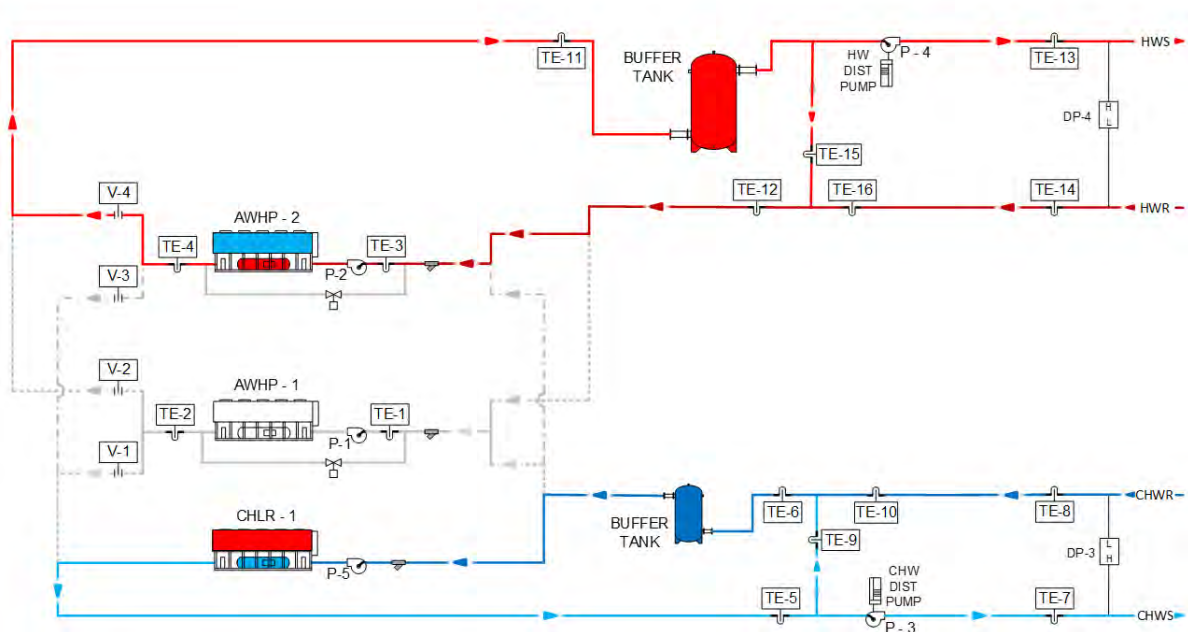 TE-11
BUFFER
TANK
HW
DIST
PUMP
P - 4
TE-13
HWS
DP-4
H
L
TE-15
V-4
AWHP - 2
TE-12
TE-16
TE-14
HWR
TE-4
P-2
TE-3
V-3
V-2
AWHP - 1
TE-2
P-1
TE-1
V-1
CHLR - 1
P-5
BUFFER
TANK
TE-6
TE-10
TE-8
CHWR
TE-9
DP-3
L
H
CHW
DIST
PUMP
TE-5
P - 3
TE-7
CHWS